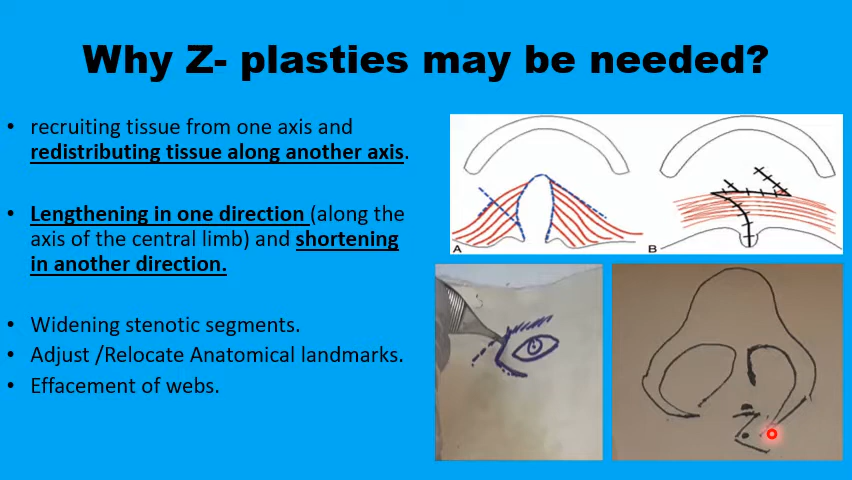 Why Z- plasties may be needed?
• recruiting tissue from one axis and
redistributing tissue along another axis.
• Lengthening in one direction (along the
axis of the central limb) and shortening
in another direction.
• Widening stenotic segments.
• Adjust /Relocate Anatomical landmarks.
• Effacement of webs.
A
B